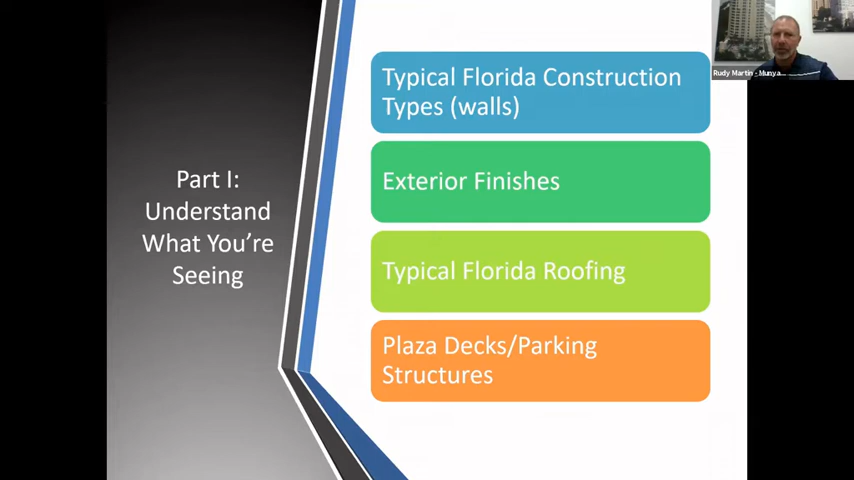 Part I:
Understand
What You're
Seeing
Typical Florida Construction
Types (walls)
Exterior Finishes
Typical Florida Roofing
Plaza Decks/Parking
Structures
Rudy Martin - Munya...